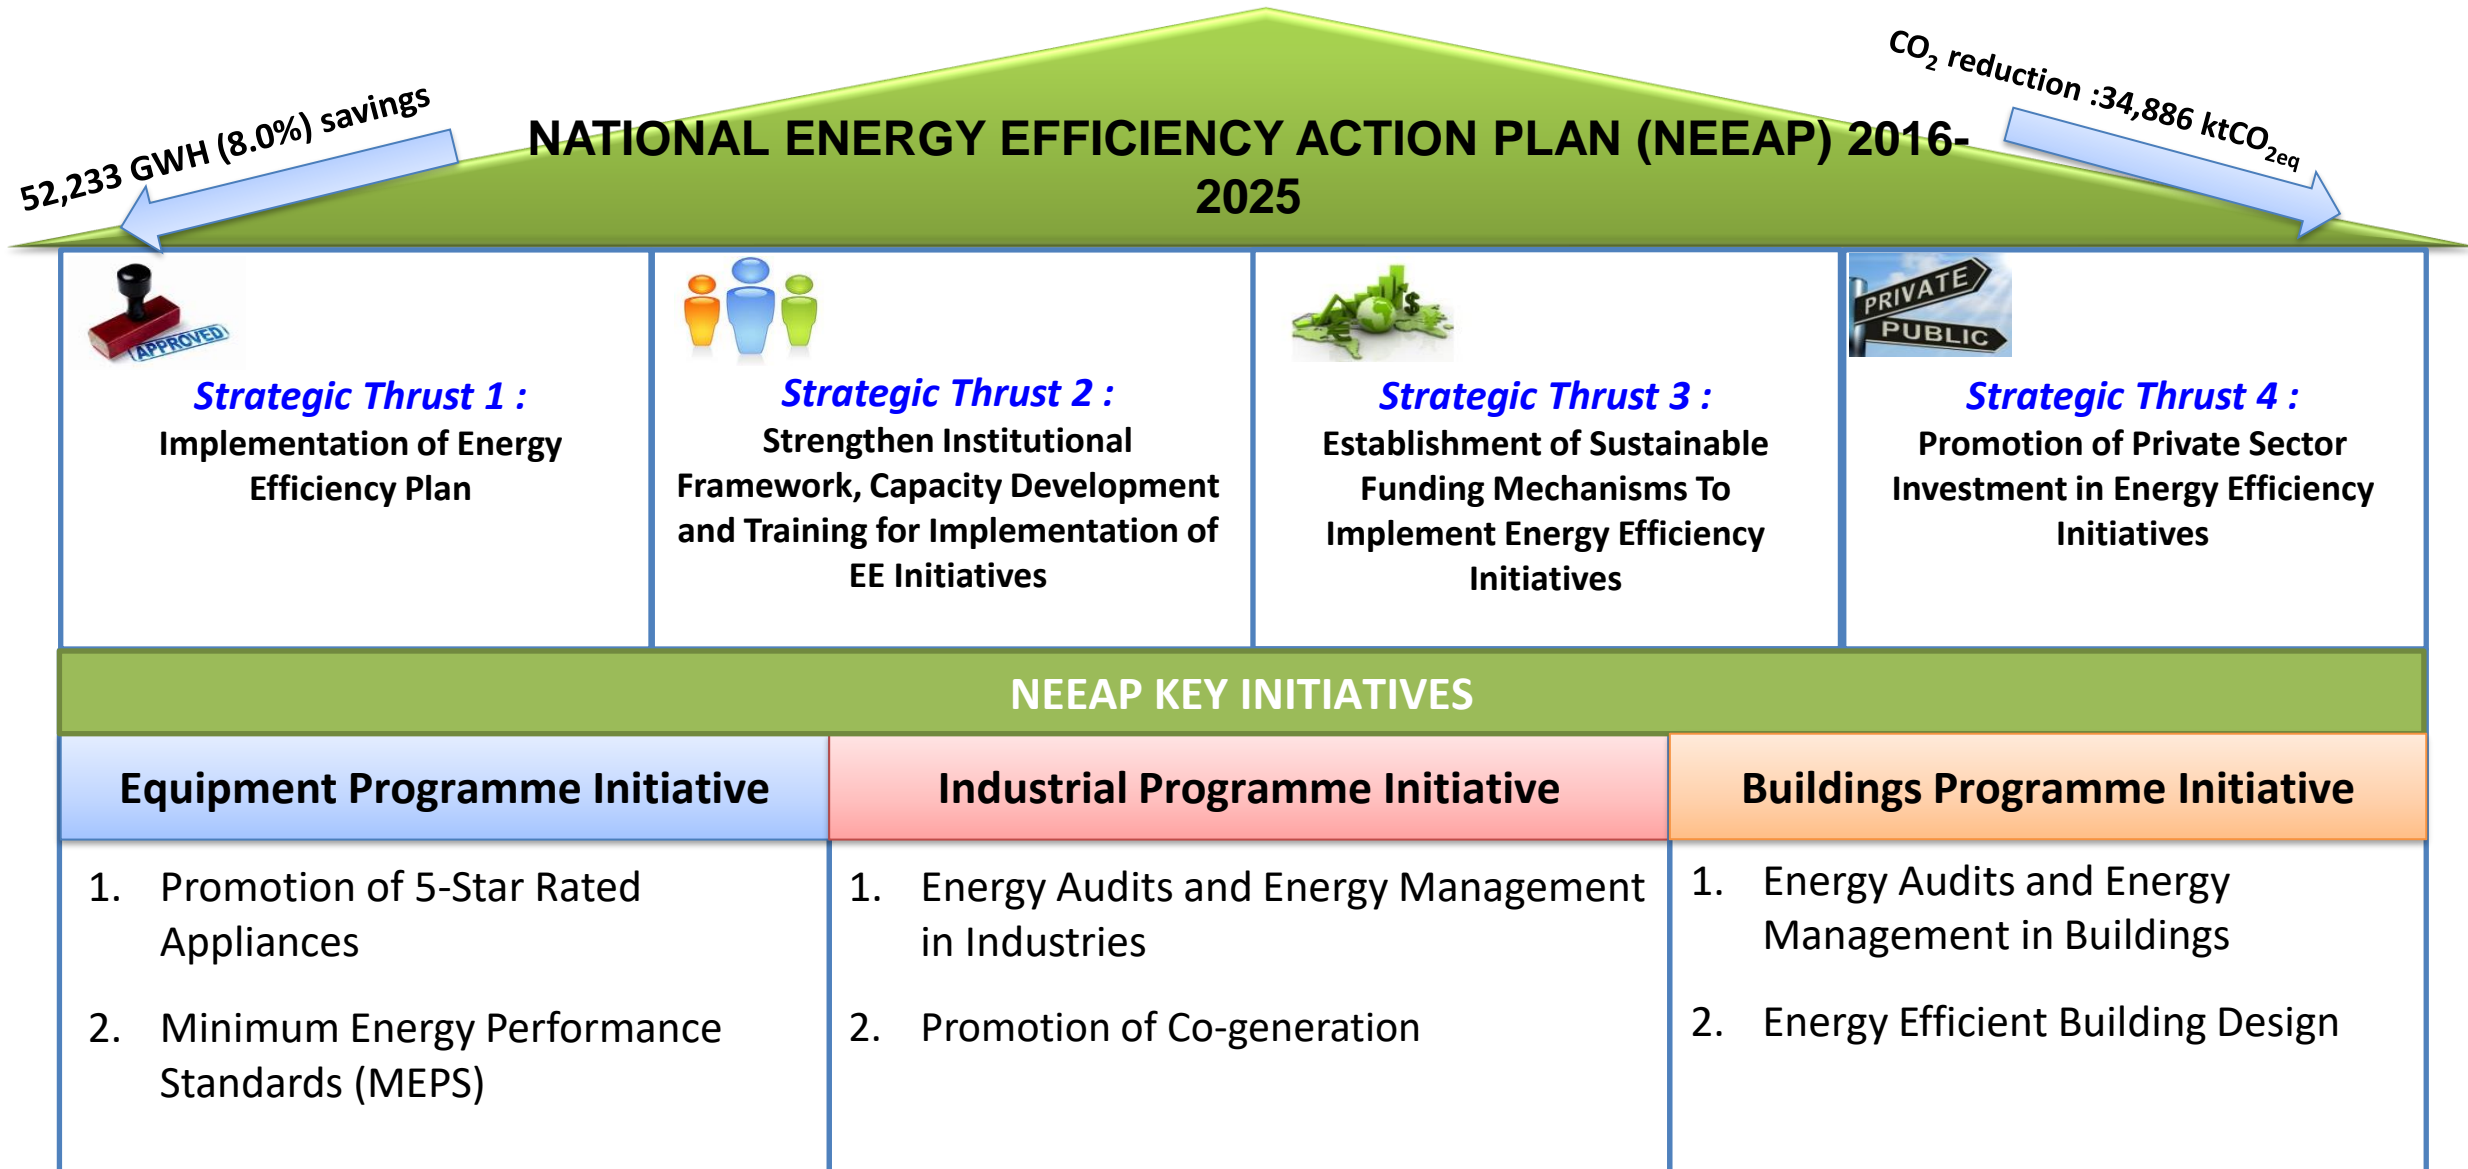 52,233 GWH (8.0%) savings
CO2 reduction :34,886 ktCO2eq
NATIONAL ENERGY EFFICIENCY ACTION PLAN (NEEAP) 2016-
2025
APPROVED
Strategic Thrust 1 :
Implementation of Energy
Efficiency Plan
Strategic Thrust 2 :
Strengthen Institutional
Framework, Capacity Development
and Training for Implementation of
EE Initiatives
$
Strategic Thrust 3 :
Establishment of Sustainable
Funding Mechanisms To
Implement Energy Efficiency
Initiatives
PRIVATE
PUBLIC
Strategic Thrust 4 :
Promotion of Private Sector
Investment in Energy Efficiency
Initiatives
NEEAP KEY INITIATIVES
Equipment Programme Initiative
1. Promotion of 5-Star Rated
Appliances
2. Minimum Energy Performance
Standards (MEPS)
Industrial Programme Initiative
1. Energy Audits and Energy Management
in Industries
2. Promotion of Co-generation
Buildings Programme Initiative
1. Energy Audits and Energy
Management in Buildings
2. Energy Efficient Building Design